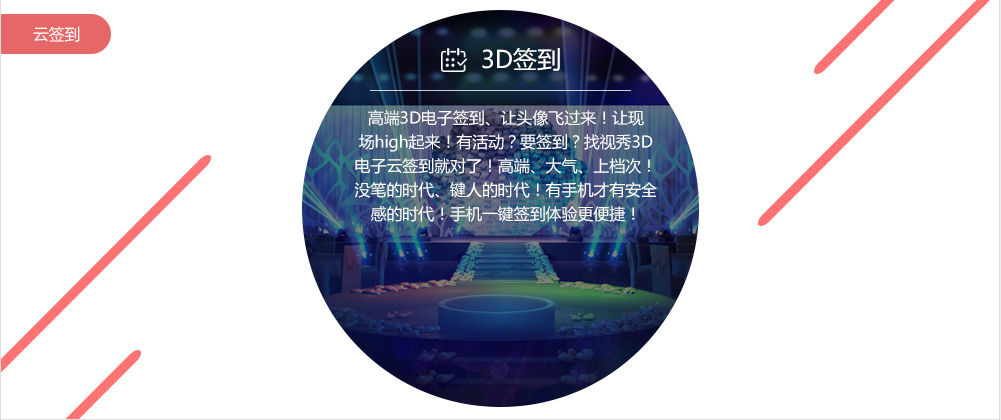 云签到
3D签到
高端3D电子签到、让头像飞过来！让现
场high起来！有活动？要签到？找视秀3D
电子云签到就对了！高端、大气、上档次！
没笔的时代、键人的时代！有手机才有安全
感的时代！手机一键签到体验更便捷！